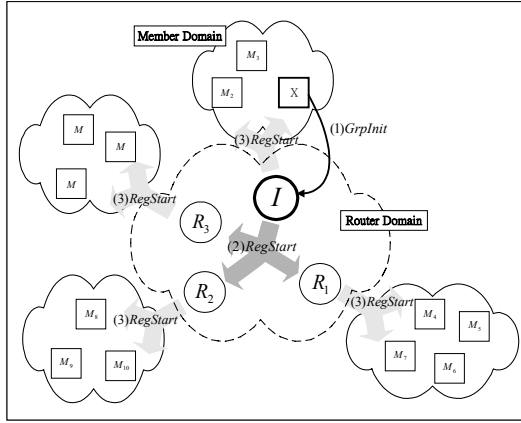 Member Domain
M₃
M₂
X
(1)GrpInit
M
M
M
(3)RegStart
(3)RegStart
I
Router Domain
R₃
(2)RegStart
R₂
R₁
(3)RegStart
(3)RegStart
M₈
M₉
M₁₀
M₄
M₅
M₇
M₆